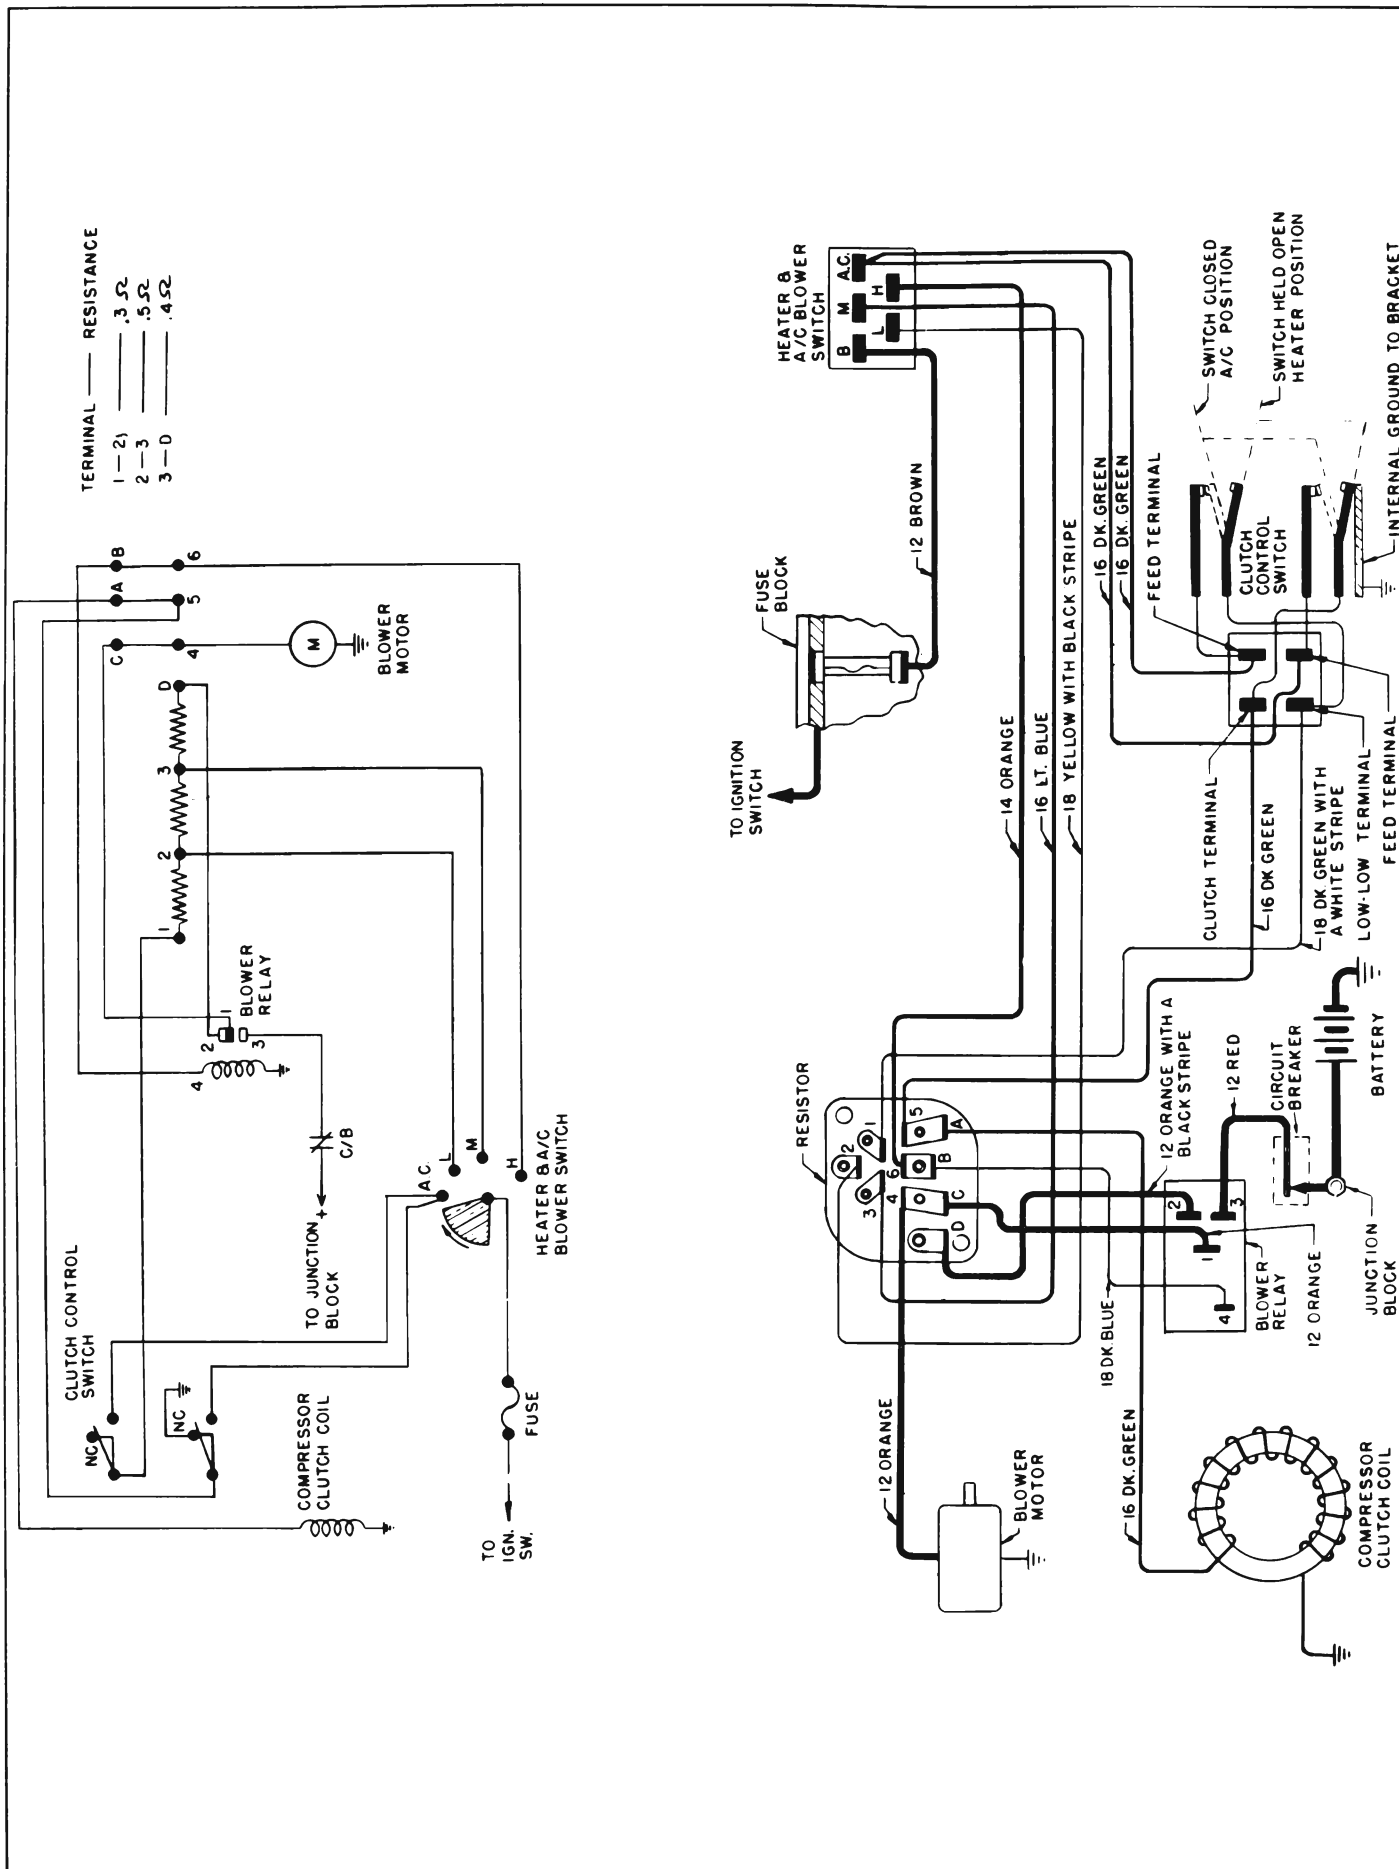 TERMINAL — RESISTANCE
1 — 2 — .3 Ω
2 — 3 — .5 Ω
3 — D — .4 Ω
A
B
C
5
6
4
D
3
2
1
M
BLOWER
MOTOR
BLOWER
RELAY
1
2
3
4
C/B
TO JUNCTION +
BLOCK
CLUTCH CONTROL
SWITCH
NC
NC
COMPRESSOR
CLUTCH COIL
A.C.
L
M
H
HEATER & A/C
BLOWER SWITCH
FUSE
TO
IGN.
SW.
HEATER &
A/C BLOWER
SWITCH
B
M
A.C.
L
H
FUSE
BLOCK
TO IGNITION
SWITCH
12 BROWN
14 ORANGE
16 LT. BLUE
18 YELLOW WITH BLACK STRIPE
16 DK. GREEN
16 DK. GREEN
FEED TERMINAL
SWITCH CLOSED
A/C POSITION
SWITCH HELD OPEN
HEATER POSITION
CLUTCH
CONTROL
SWITCH
INTERNAL GROUND TO BRACKET
CLUTCH TERMINAL
16 DK GREEN
18 DK. GREEN WITH
A WHITE STRIPE
LOW-LOW TERMINAL
FEED TERMINAL
RESISTOR
1
2
3
4
5
6
A
B
C
D
12 ORANGE WITH A
BLACK STRIPE
12 RED
CIRCUIT
BREAKER
BATTERY
JUNCTION
BLOCK
1
2
3
4
BLOWER
RELAY
12 ORANGE
18 DK. BLUE
12 ORANGE
16 DK. GREEN
BLOWER
MOTOR
COMPRESSOR
CLUTCH COIL